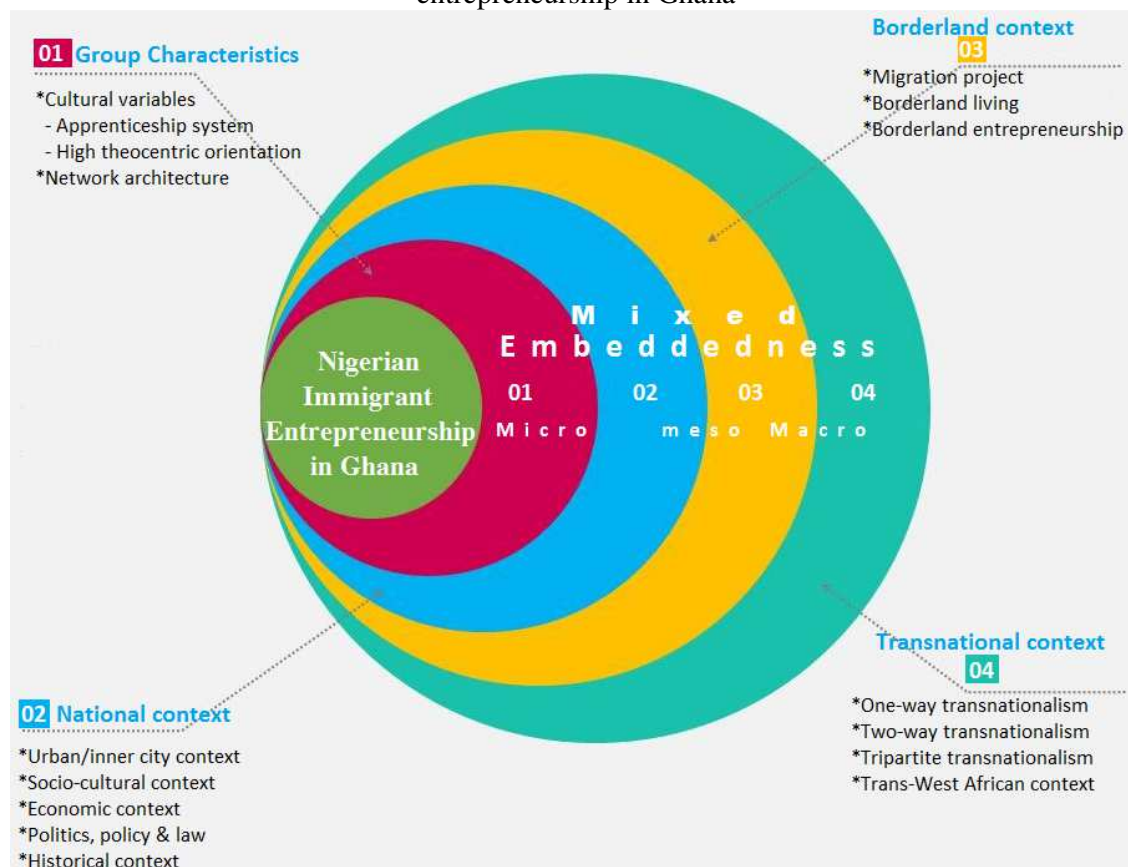 entrepreneurship in Ghana
01 Group Characteristics
*Cultural variables
- Apprenticeship system
- High theocentric orientation
*Network architecture
Borderland context
03
*Migration project
*Borderland living
*Borderland entrepreneurship
Mixed
Embeddedness
01 02 03 04
Micro meso Macro
Nigerian
Immigrant
Entrepreneurship
in Ghana
02 National context
*Urban/inner city context
*Socio-cultural context
*Economic context
*Politics, policy & law
*Historical context
Transnational context
04
*One-way transnationalism
*Two-way transnationalism
*Tripartite transnationalism
*Trans-West African context